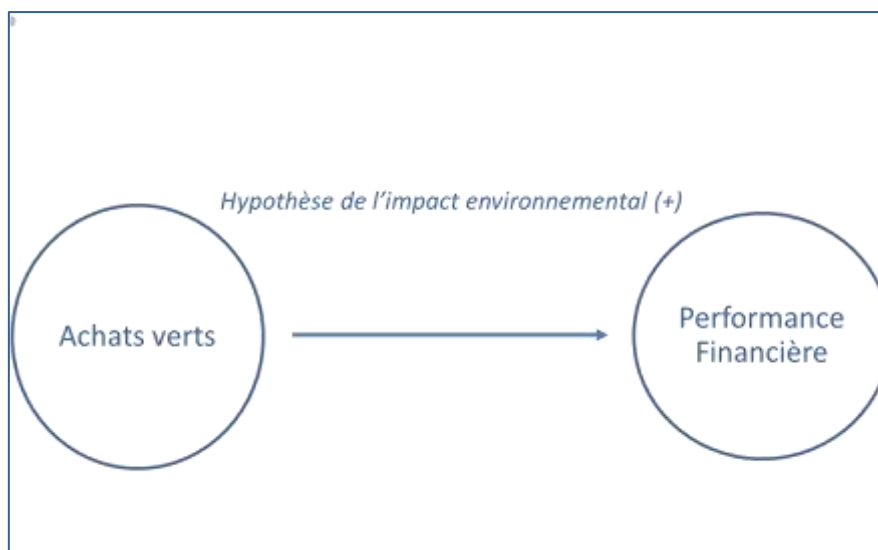 Hypothèse de l'impact environnemental (+)
Achats verts
Performance
Financière